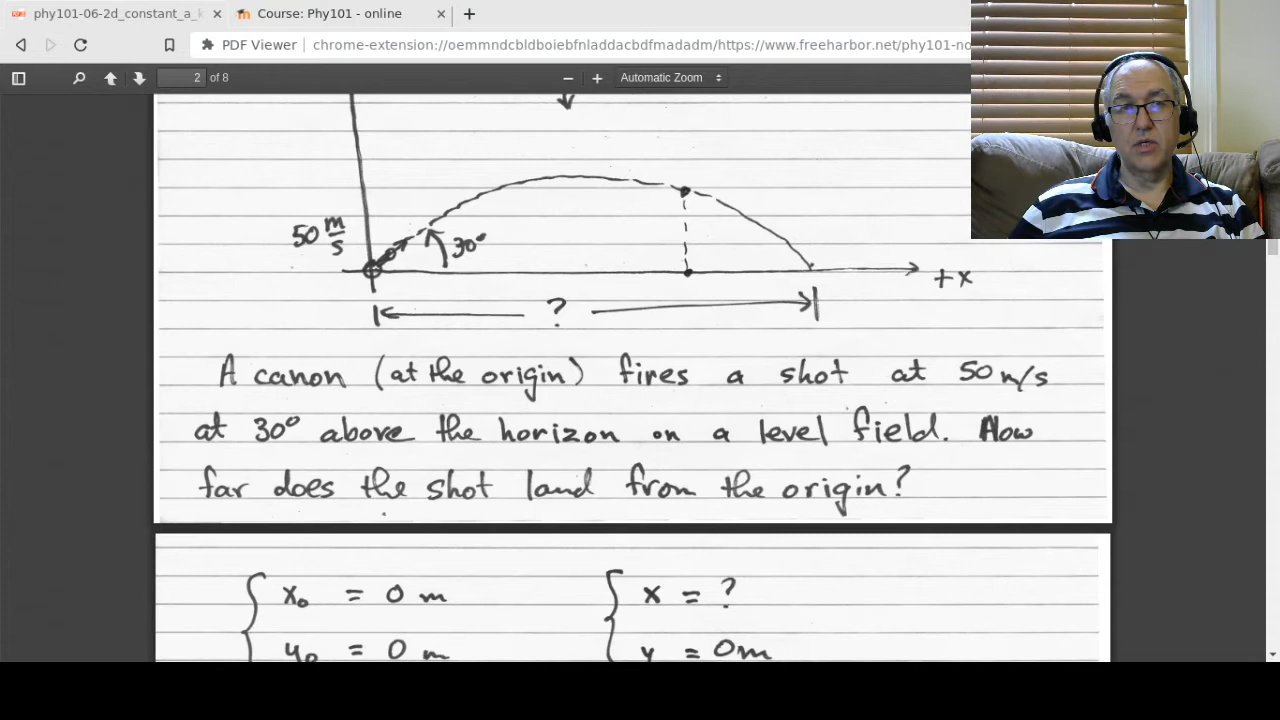 phy101-06-2d_constant_a_k
Course: Phy101 - online
PDF Viewer
chrome-extension://oemmndcbldboiebfnladdacbdfmadadm/https://www.freeharbor.net/phy101-no
2 of 8
Automatic Zoom
50 m/s
30°
+x
?
A canon (at the origin) fires a shot at 50 m/s
at 30° above the horizon on a level field. How
far does the shot land from the origin?
x₀ = 0 m
x = ?
y₀ = 0 m
y = 0m